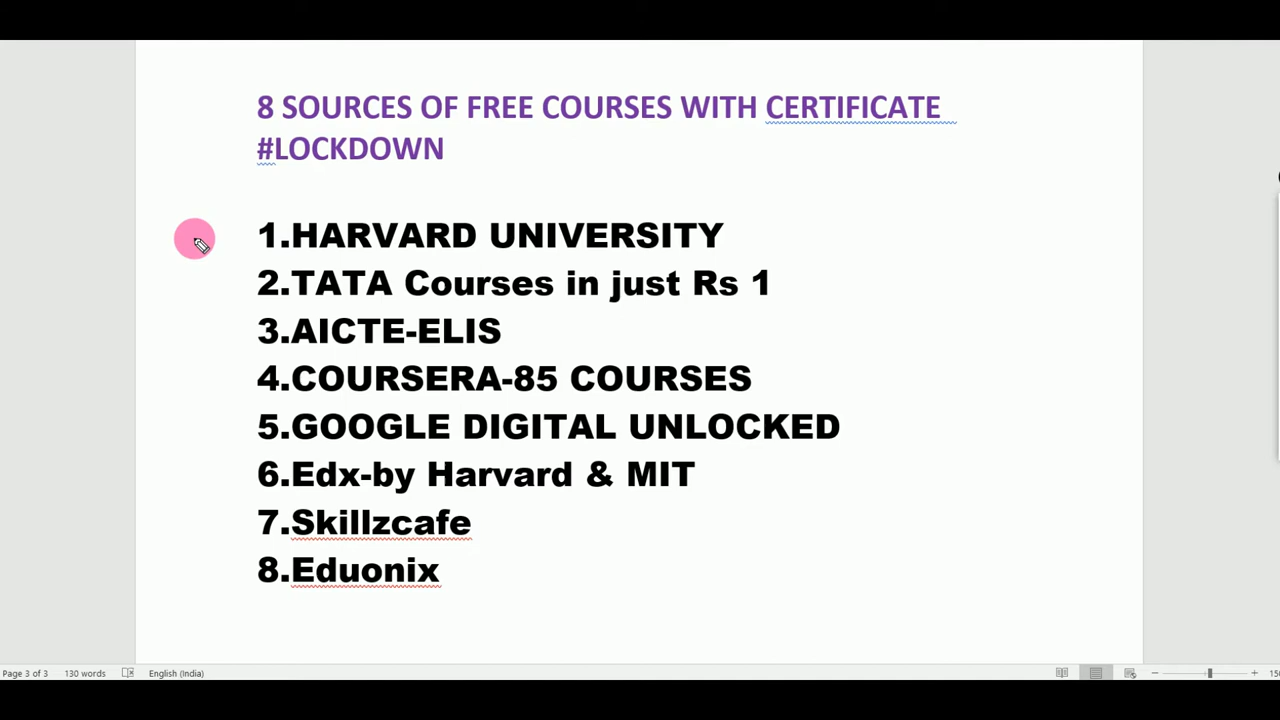 8 SOURCES OF FREE COURSES WITH CERTIFICATE
#LOCKDOWN
1.HARVARD UNIVERSITY
2.TATA Courses in just Rs 1
3.AICTE-ELIS
4.COURSERA-85 COURSES
5.GOOGLE DIGITAL UNLOCKED
6.Edx-by Harvard & MIT
7.Skillzcafe
8.Eduonix
Page 3 of 3 130 words English (India)